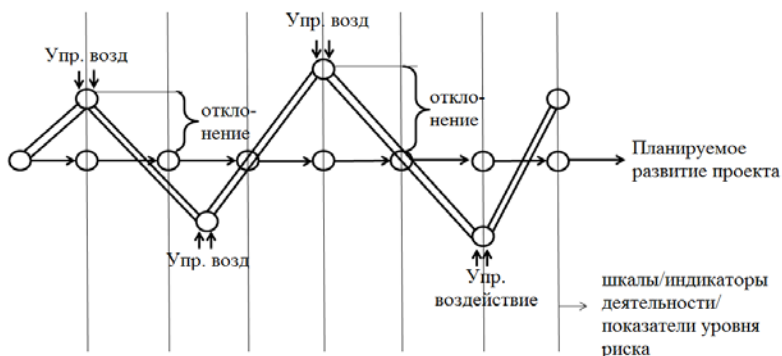 Упр. возд
Упр. возд
откло-
нение
откло-
нение
Планируемое
развитие проекта
Упр. возд
Упр.
воздействие
шкалы/индикаторы
деятельности/
показатели уровня
риска